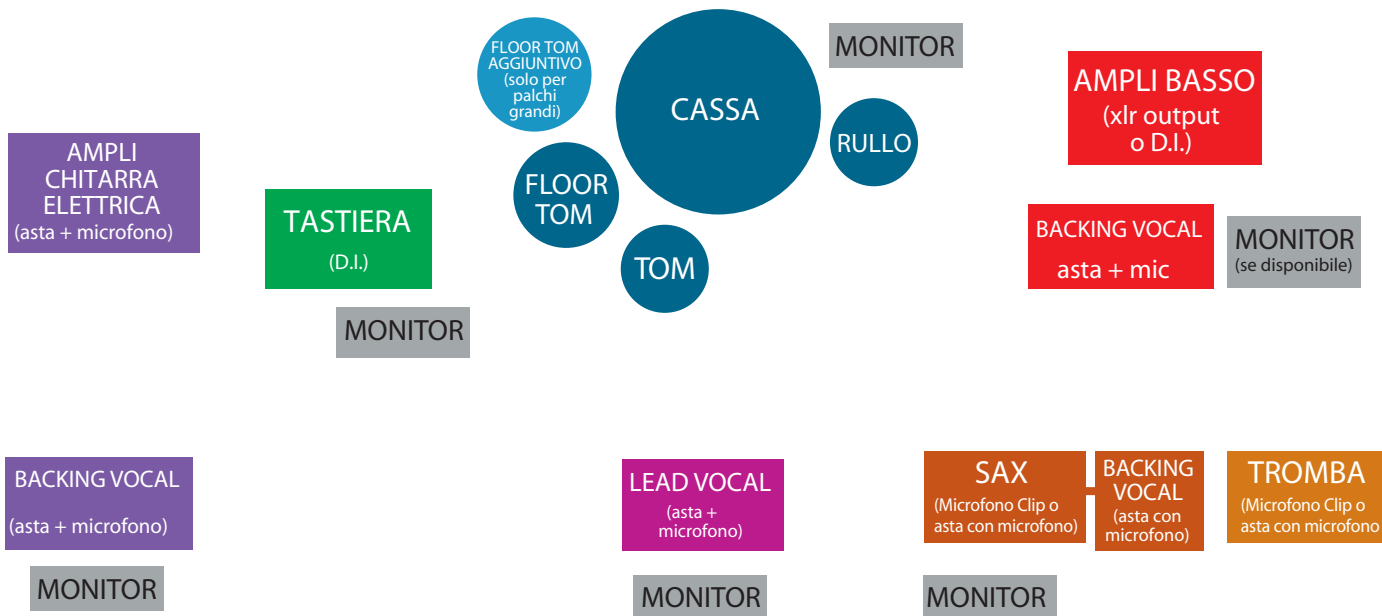 FLOOR TOM
AGGIUNTIVO
(solo per
palchi
grandi)
CASSA
MONITOR
RULLO
AMPLI BASSO
(xlr output
o D.I.)
AMPLI
CHITARRA
ELETTRICA
(asta + microfono)
TASTIERA
(D.I.)
FLOOR
TOM
TOM
BACKING VOCAL
asta + mic
MONITOR
(se disponibile)
MONITOR
BACKING VOCAL
(asta + microfono)
MONITOR
LEAD VOCAL
(asta +
microfono)
MONITOR
SAX
(Microfono Clip o
asta con microfono)
BACKING
VOCAL
(asta con
microfono)
TROMBA
(Microfono Clip o
asta con microfono
MONITOR